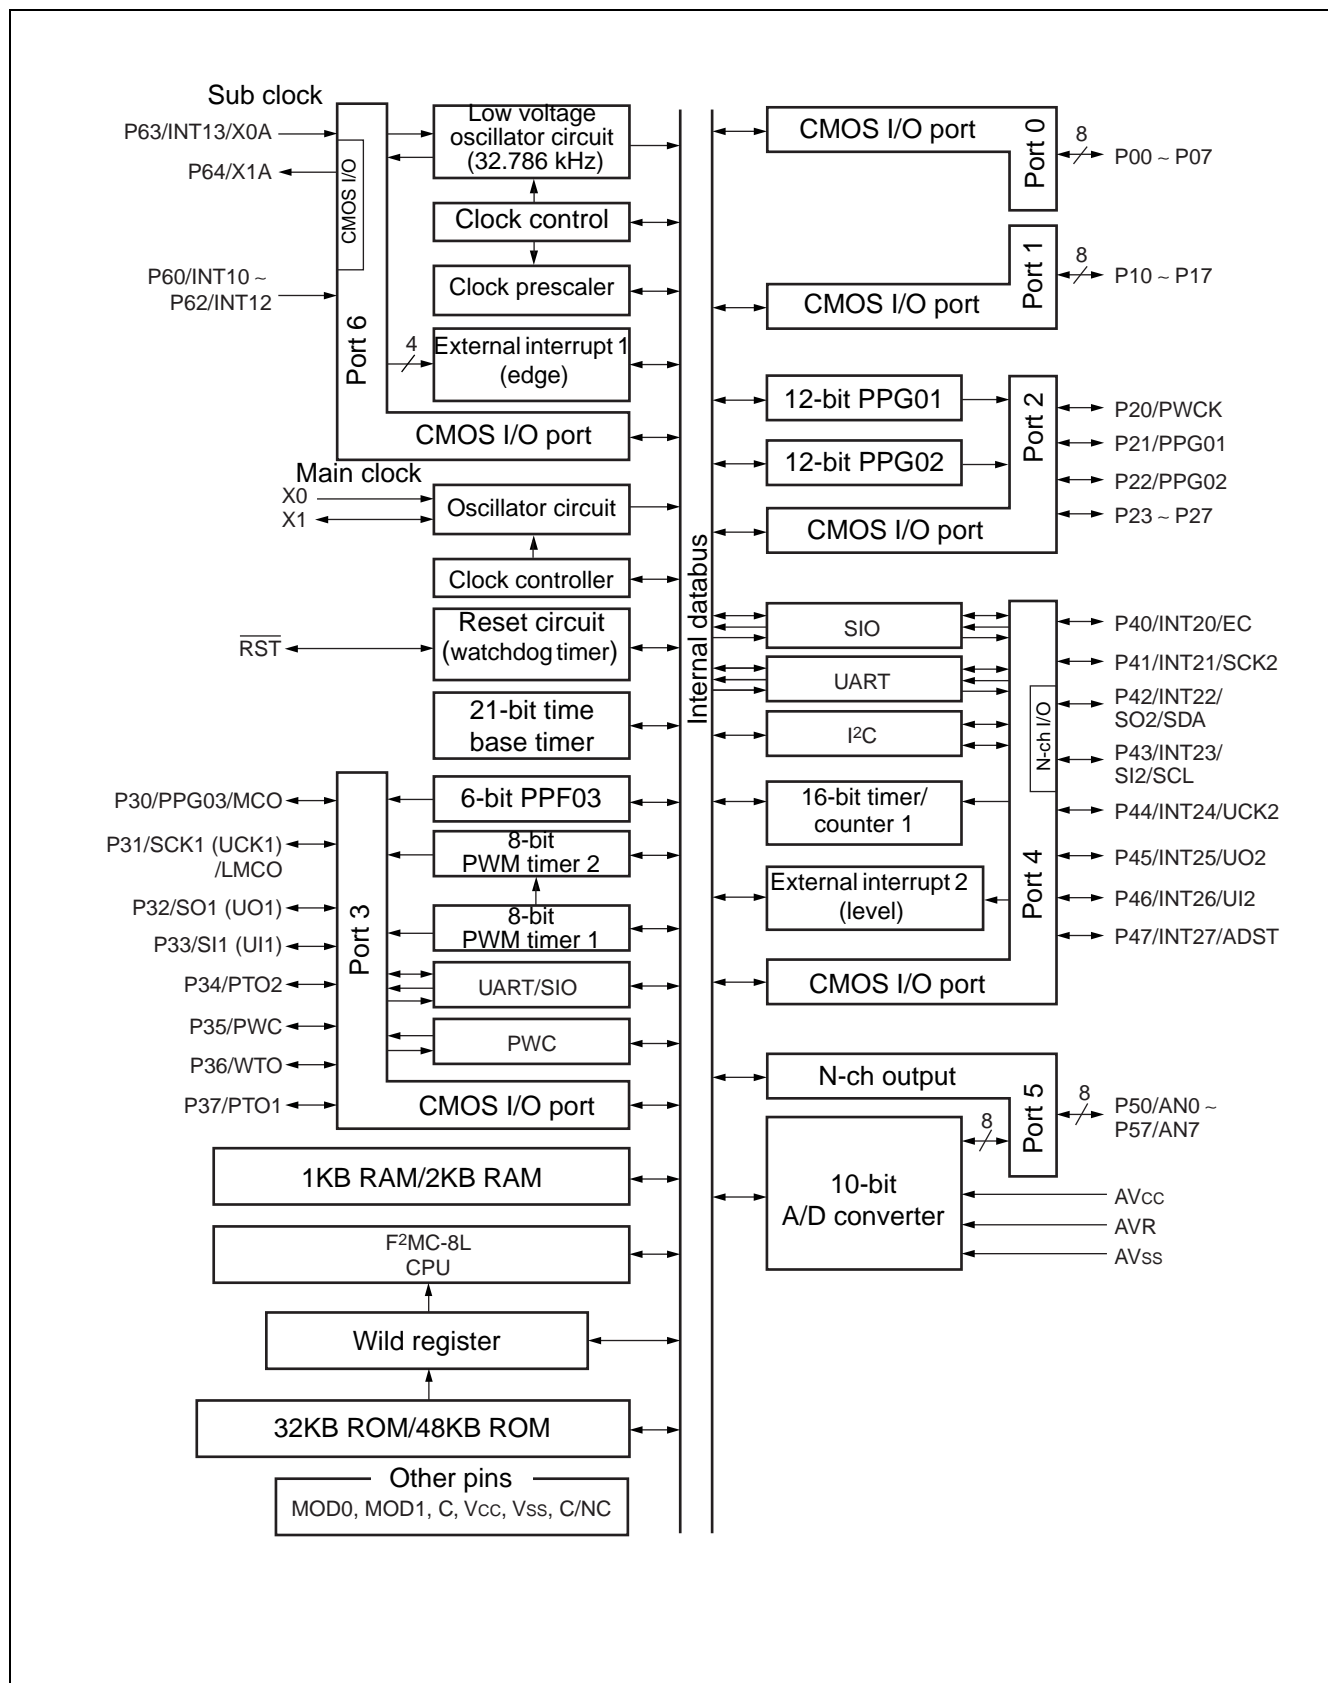 Sub clock
P63/INT13/X0A
P64/X1A
P60/INT10 ~
P62/INT12
CMOS I/O
Port 6
Low voltage
oscillator circuit
(32.786 kHz)
Clock control
Clock prescaler
4
External interrupt 1
(edge)
CMOS I/O port
Main clock
X0
X1
Oscillator circuit
Clock controller
RST
Reset circuit
(watchdog timer)
21-bit time
base timer
P30/PPG03/MCO
P31/SCK1 (UCK1)
/LMCO
P32/SO1 (UO1)
P33/SI1 (UI1)
P34/PTO2
P35/PWC
P36/WTO
P37/PTO1
Port 3
6-bit PPF03
8-bit
PWM timer 2
8-bit
PWM timer 1
UART/SIO
PWC
CMOS I/O port
1KB RAM/2KB RAM
F²MC-8L
CPU
Wild register
32KB ROM/48KB ROM
Other pins
MOD0, MOD1, C, Vcc, Vss, C/NC
Internal databus
CMOS I/O port
Port 0
8
P00 ~ P07
Port 1
8
P10 ~ P17
CMOS I/O port
12-bit PPG01
12-bit PPG02
CMOS I/O port
Port 2
P20/PWCK
P21/PPG01
P22/PPG02
P23 ~ P27
SIO
UART
I²C
16-bit timer/
counter 1
External interrupt 2
(level)
CMOS I/O port
N-ch I/O
Port 4
P40/INT20/EC
P41/INT21/SCK2
P42/INT22/
SO2/SDA
P43/INT23/
SI2/SCL
P44/INT24/UCK2
P45/INT25/UO2
P46/INT26/UI2
P47/INT27/ADST
N-ch output
Port 5
8
8
P50/AN0 ~
P57/AN7
10-bit
A/D converter
AVcc
AVR
AVss